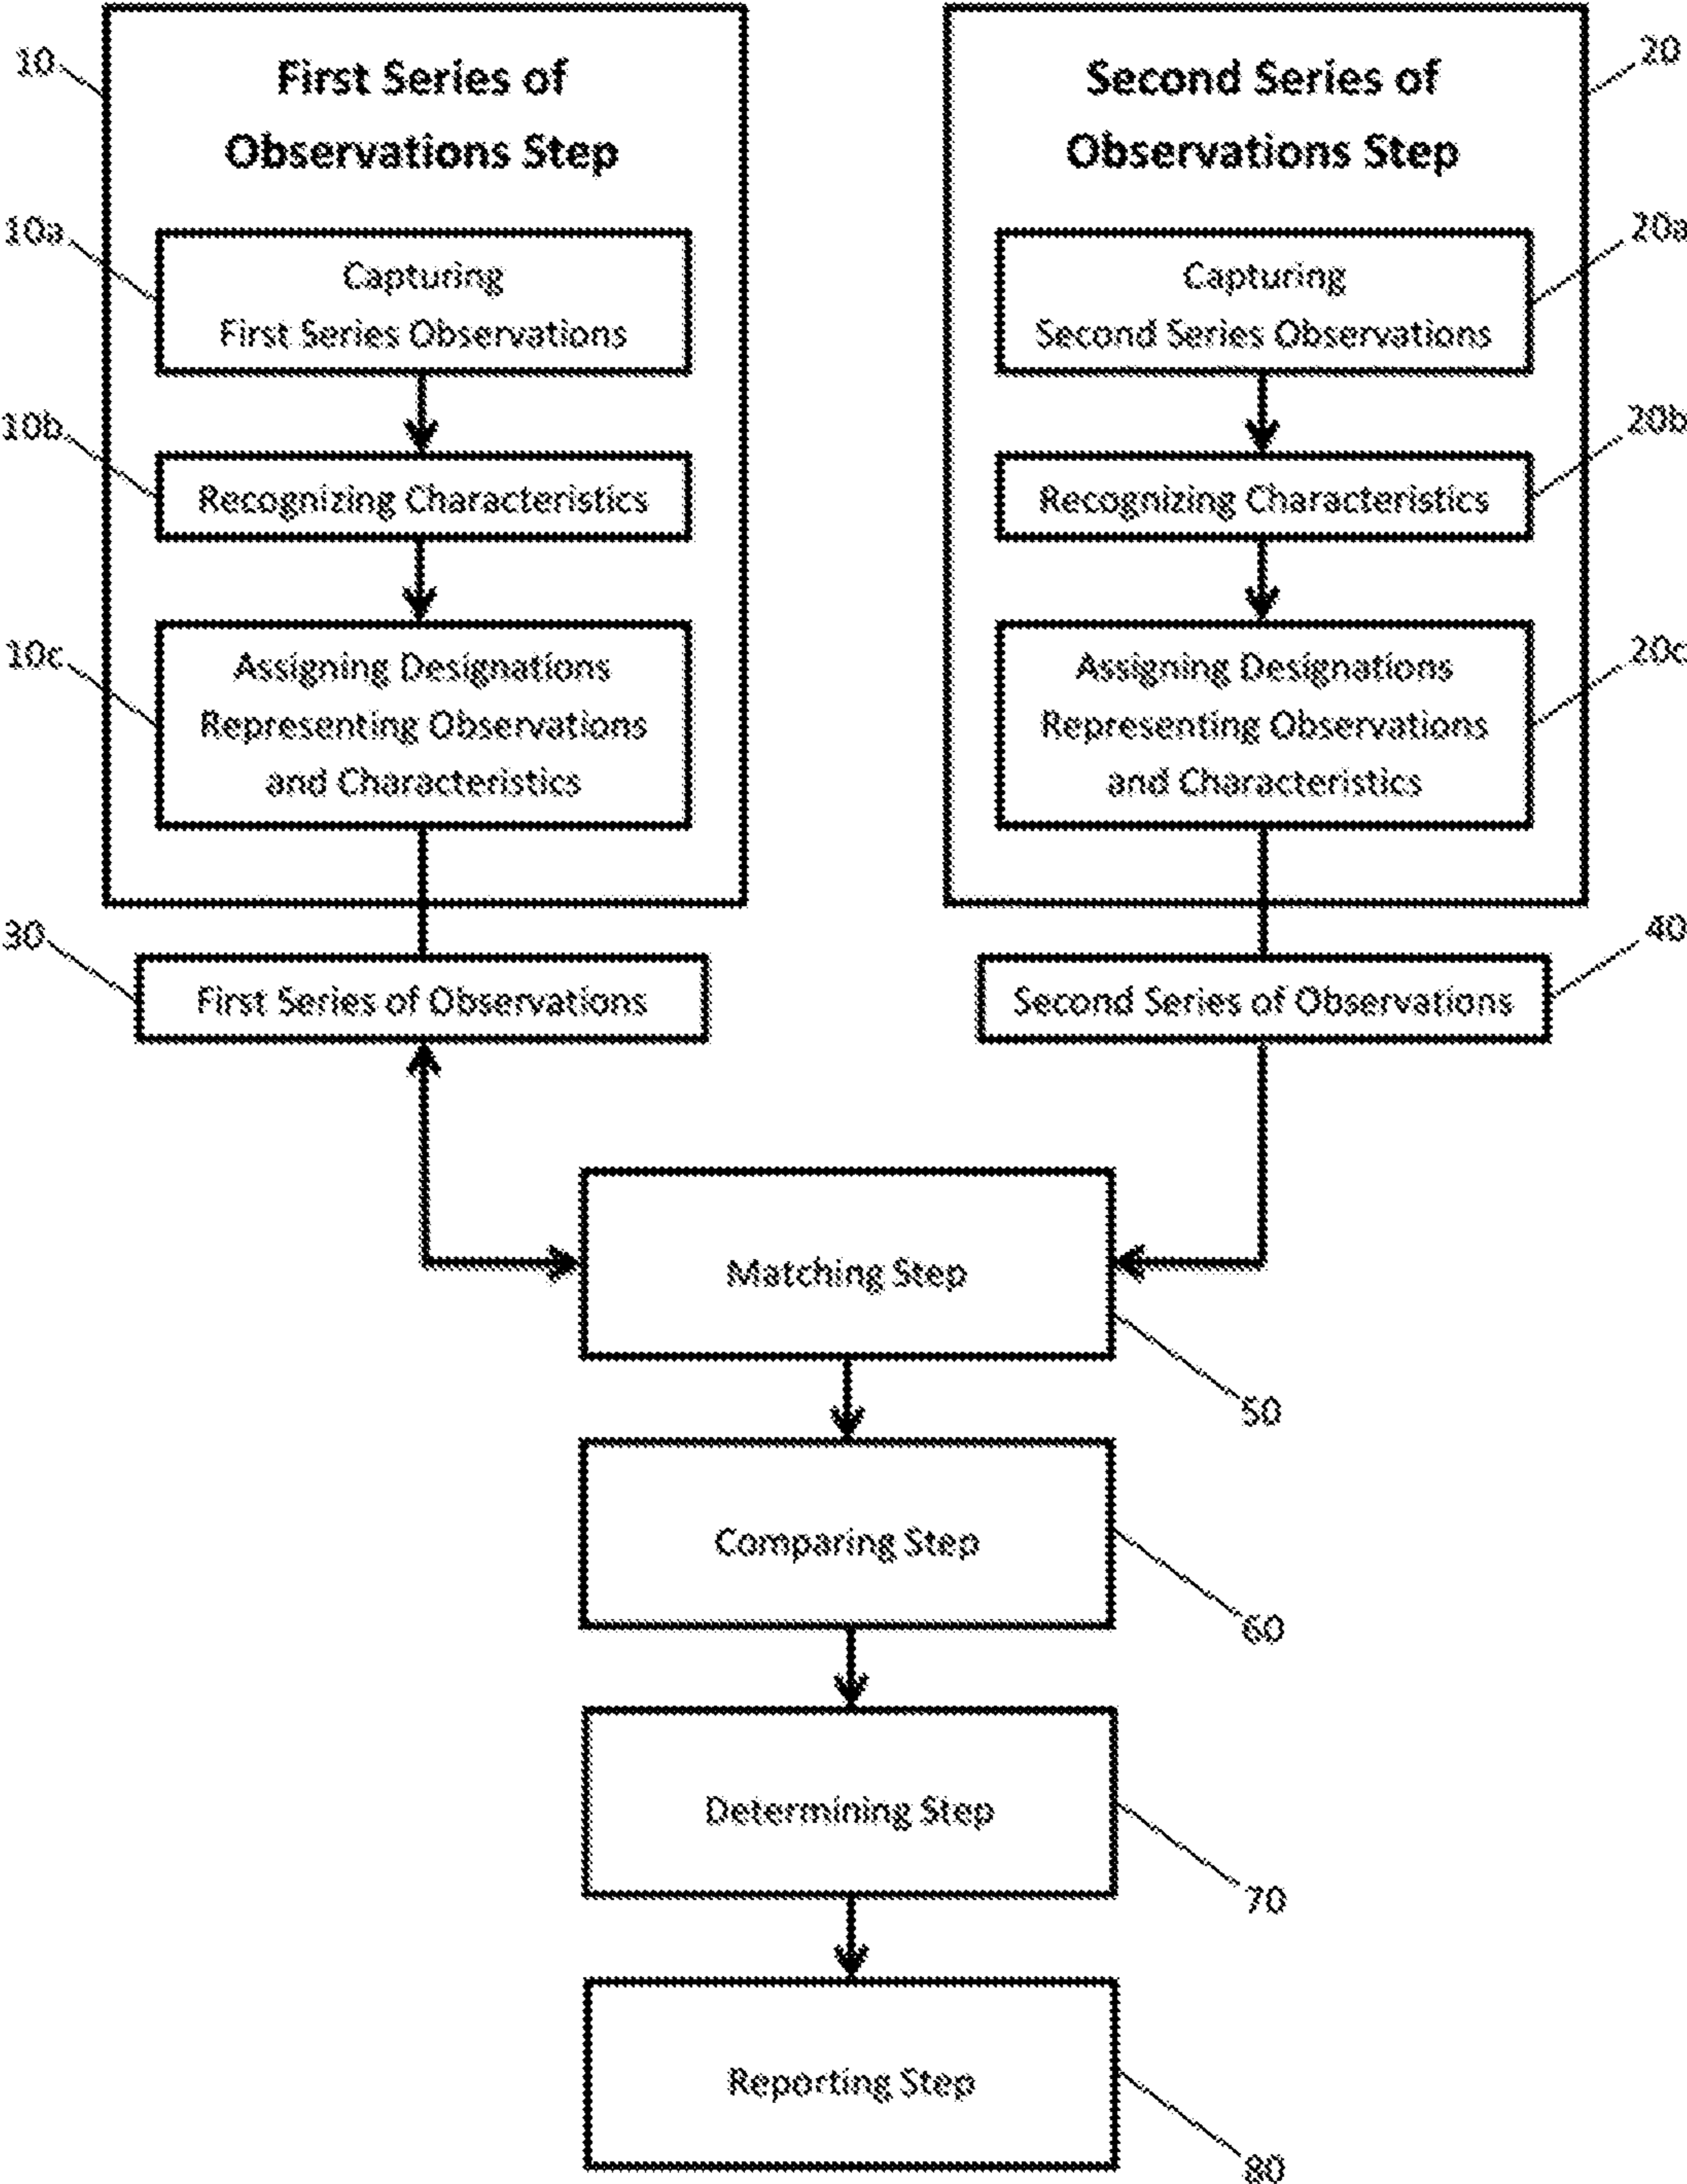 10
First Series of
Observations Step
10a
Capturing
First Series Observations
10b
Recognizing Characteristics
10c
Assigning Designations
Representing Observations
and Characteristics
20
Second Series of
Observations Step
20a
Capturing
Second Series Observations
20b
Recognizing Characteristics
20c
Assigning Designations
Representing Observations
and Characteristics
30
First Series of Observations
40
Second Series of Observations
Matching Step
50
Comparing Step
60
Determining Step
70
Reporting Step
80